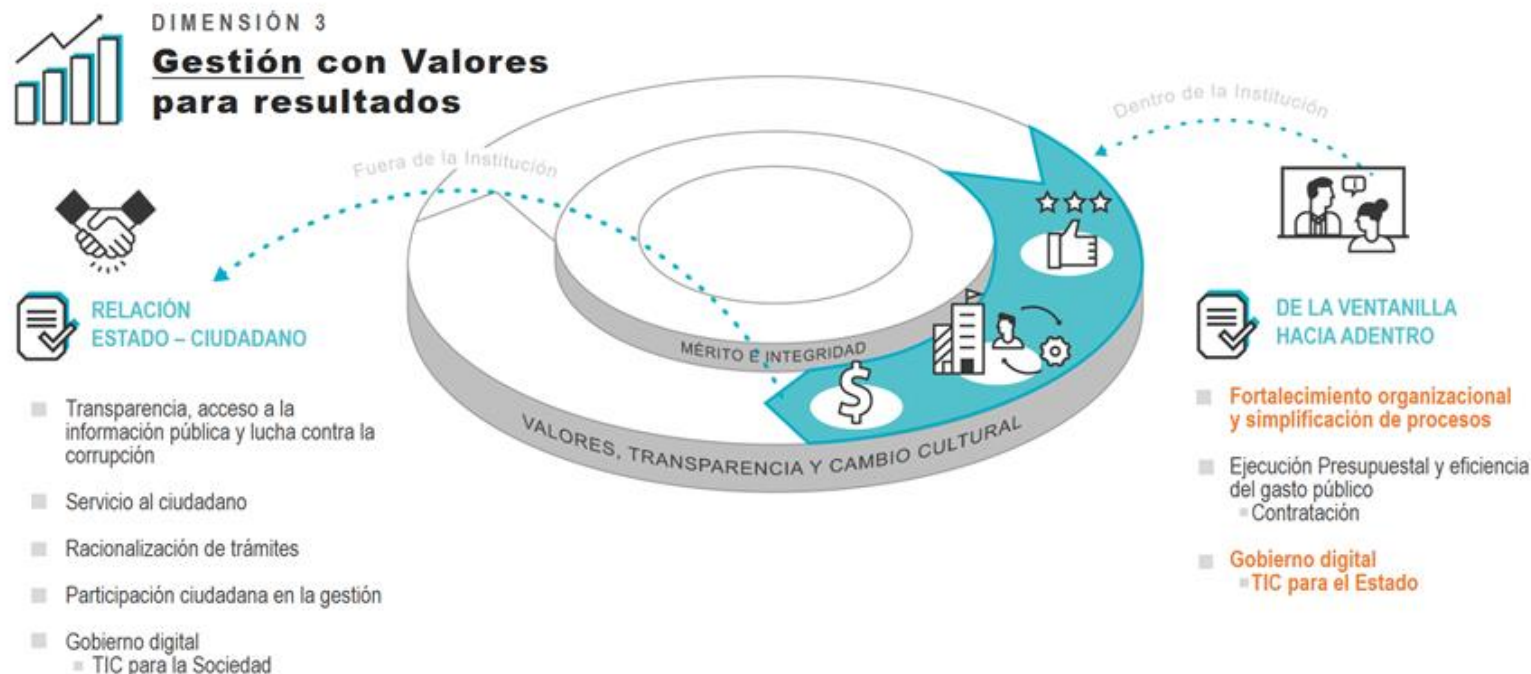 DIMENSIÓN 3
Gestión con Valores
para resultados
Fuera de la Institución
Dentro de la Institución
RELACIÓN
ESTADO – CIUDADANO
Transparencia, acceso a la
información pública y lucha contra la
corrupción
Servicio al ciudadano
Racionalización de trámites
Participación ciudadana en la gestión
Gobierno digital
TIC para la Sociedad
MÉRITO E INTEGRIDAD
VALORES, TRANSPARENCIA Y CAMBIO CULTURAL
DE LA VENTANILLA
HACIA ADENTRO
Fortalecimiento organizacional
y simplificación de procesos
Ejecución Presupuestal y eficiencia
del gasto público
Contratación
Gobierno digital
TIC para el Estado